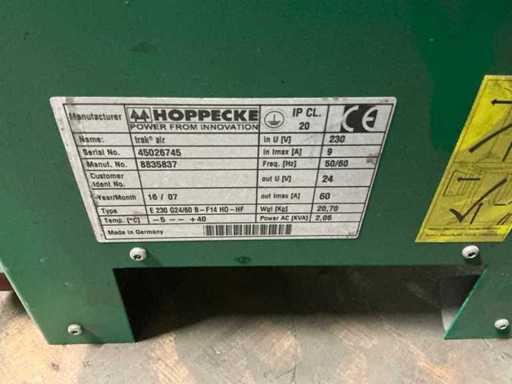 Manufacturer HOPPECKE IP CL. CE
POWER FROM INNOVATION 20
Name: trak® air in U [V] 230
Serial No. 45026745 in Imax [A] 9
Manut. No. 8835837 Freq. [Hz] 50/60
Customer Ident No. out U [V] 24
Year/Month 16 / 07 out Imax [A] 60
Type E 230 G24/60 B-F14 HO-HF Wgt [Kg] 20,70
Temp. [°C] -5 -- +40 Power AC [KVA] 2,06
Made in Germany